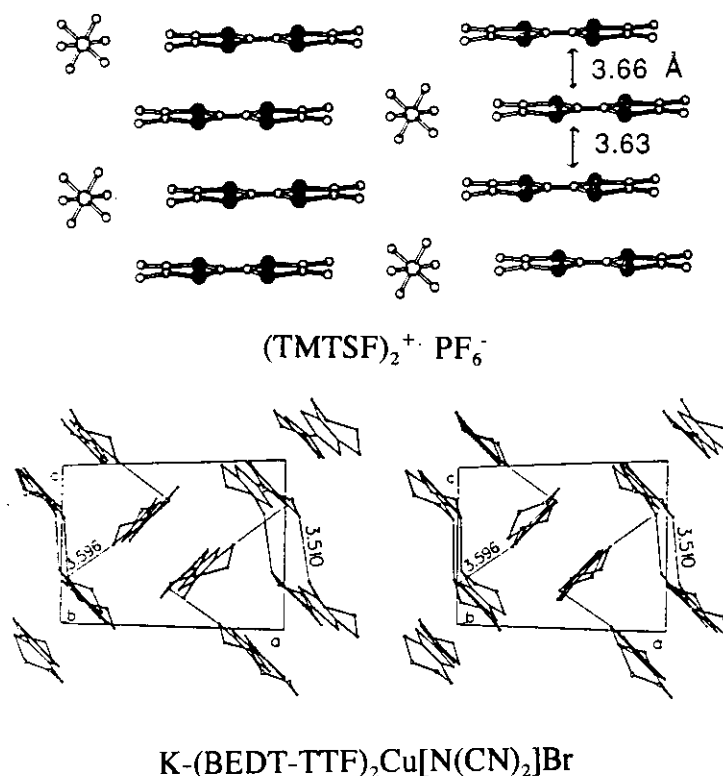 3.66 Å
3.63
(TMTSF)₂⁺· PF₆⁻
c
3.596
3.510
b
a
c
3.596
3.510
b
a
K-(BEDT-TTF)₂Cu[N(CN)₂]Br